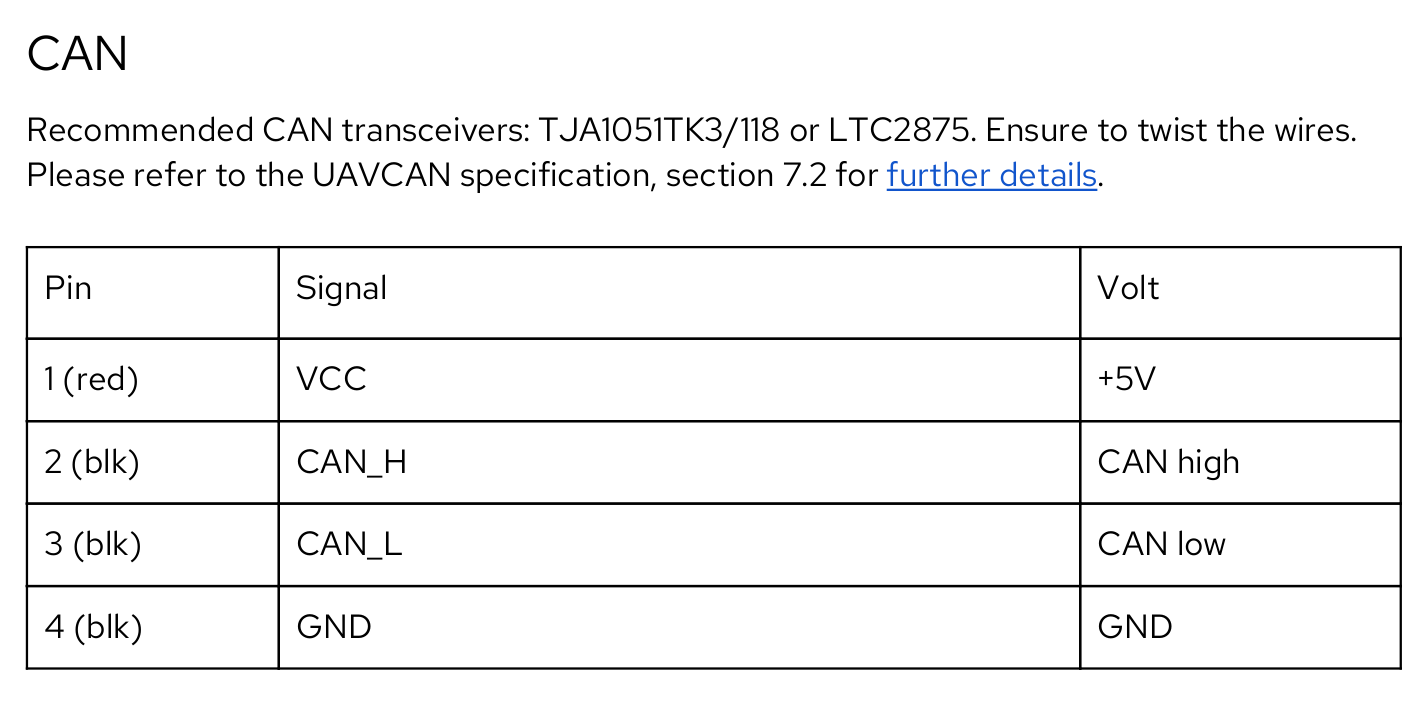 CAN
Recommended CAN transceivers: TJA1051TK3/118 or LTC2875. Ensure to twist the wires.
Please refer to the UAVCAN specification, section 7.2 for further details.
Pin Signal Volt
1 (red) VCC +5V
2 (blk) CAN_H CAN high
3 (blk) CAN_L CAN low
4 (blk) GND GND